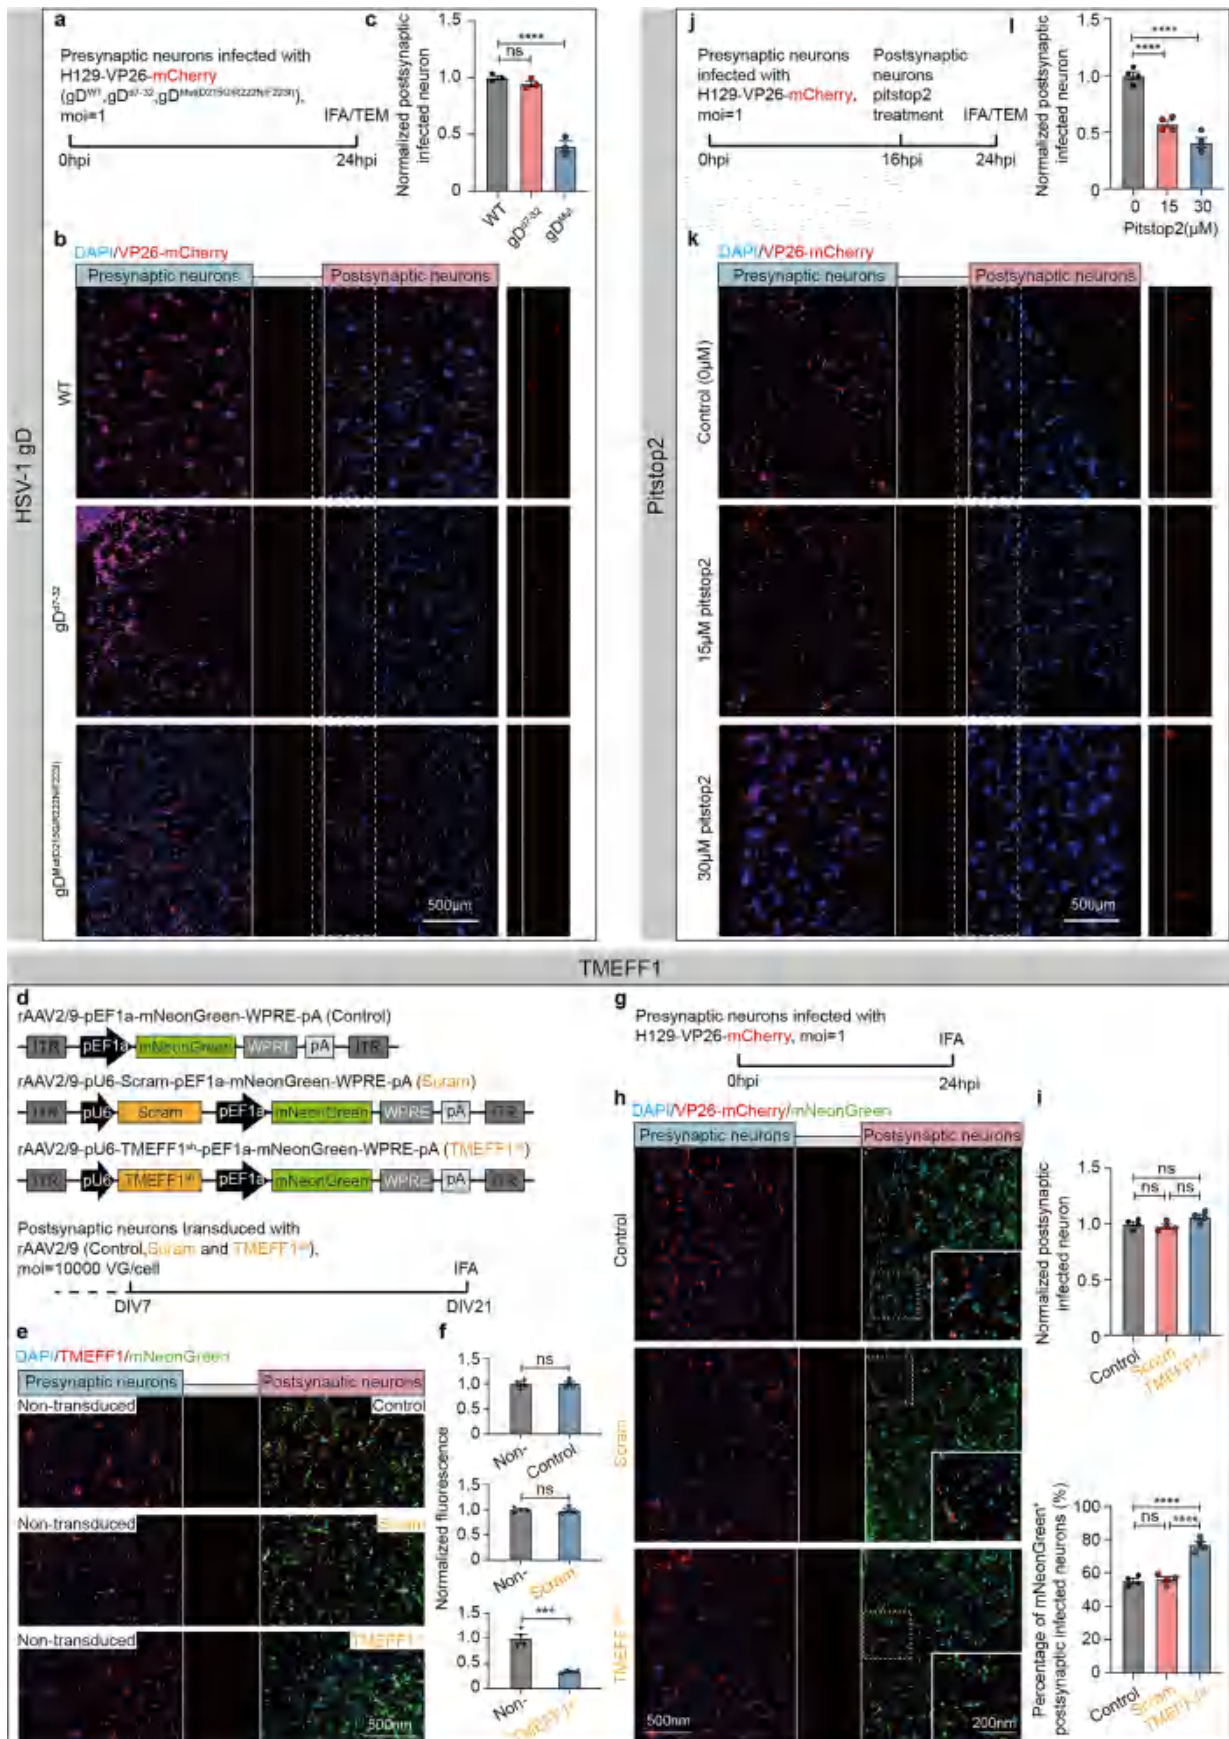 HSV-1 gD
a
Presynaptic neurons infected with
H129-VP26-mCherry
moi=1
IFA/TEM
0hpi
24hpi
c
Normalized postsynaptic
infected neuron
1.5
1.0
0.5
0
****
ns
WT
gD^d7-32
gD^Mut
b
DAPI/VP26-mCherry
Presynaptic neurons
Postsynaptic neurons
WT
gD^d7-32
500μm
Pitstop2
j
Presynaptic neurons
infected with
H129-VP26-mCherry,
moi=1
Postsynaptic
neurons
pitstop2
treatment
IFA/TEM
0hpi
16hpi
24hpi
l
Normalized postsynaptic
infected neuron
1.5
1.0
0.5
0
****
****
0 15 30
Pitstop2(μM)
k
DAPI/VP26-mCherry
Presynaptic neurons
Postsynaptic neurons
Control (0μM)
15μM pitstop2
30μM pitstop2
500μm
TMEFF1
d
rAAV2/9-pEF1a-mNeonGreen-WPRE-pA (Control)
ITR pEF1a mNeonGreen WPRE pA ITR
rAAV2/9-pU6-Scram-pEF1a-mNeonGreen-WPRE-pA (Scram)
ITR pU6 Scram pEF1a mNeonGreen WPRE pA ITR
rAAV2/9-pU6-TMEFF1^sh-pEF1a-mNeonGreen-WPRE-pA (TMEFF1^sh)
ITR pU6 TMEFF1^sh pEF1a mNeonGreen WPRE pA ITR
Postsynaptic neurons transduced with
rAAV2/9 (Control,Scram and TMEFF1^sh),
moi=10000 VG/cell
IFA
DIV7
DIV21
e
DAPI/TMEFF1/mNeonGreen
Presynaptic neurons
Postsynautic neurons
Non-transduced
Control
Non-transduced
Scram
Non-transduced
TMEFF1^sh
500nm
f
Normalized fluorescence
1.5
1.0
0.5
0
ns
Non-
Control
1.5
1.0
0.5
0
ns
Non-
Scram
1.5
1.0
0.5
0
***
Non-
TMEFF1^sh
g
Presynaptic neurons infected with
H129-VP26-mCherry, moi=1
IFA
0hpi
24hpi
h
DAPI/VP26-mCherry/mNeonGreen
Presynaptic neurons
Postsynaptic neurons
Control
Scram
TMEFF1^sh
500nm
200nm
i
Normalized postsynaptic
infected neuron
1.5
1.0
0.5
0
ns
ns
ns
Control
Scram
TMEFF1^sh
Percentage of mNeonGreen^+
postsynaptic infected neurons (%)
100
80
60
40
20
0
****
ns
****
Control
Scram
TMEFF1^sh